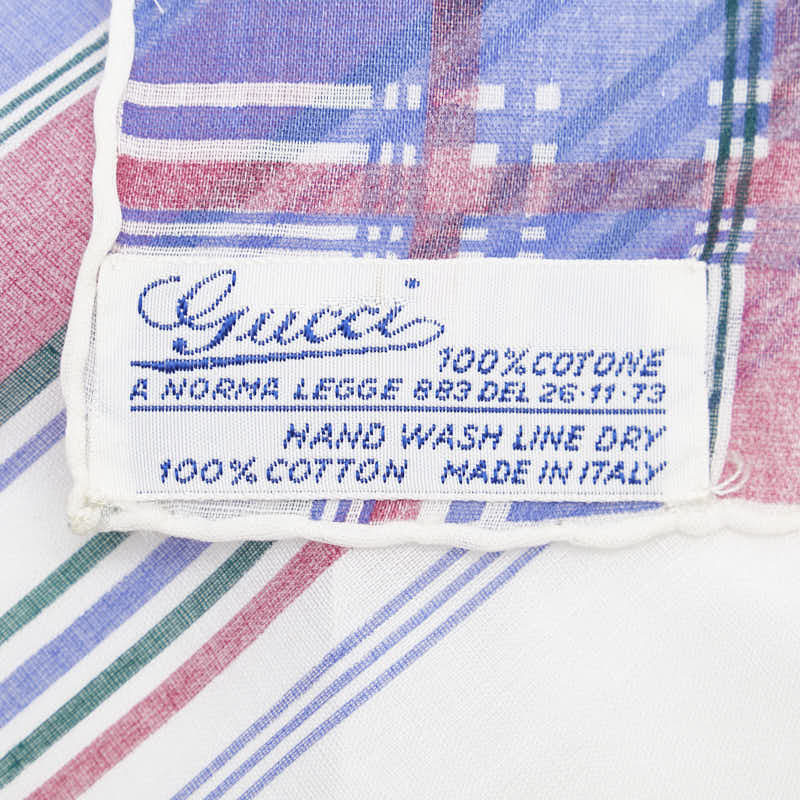 Gucci
100% COTONE
A NORMA LEGGE 883 DEL 26·11·73
HAND WASH LINE DRY
100% COTTON MADE IN ITALY